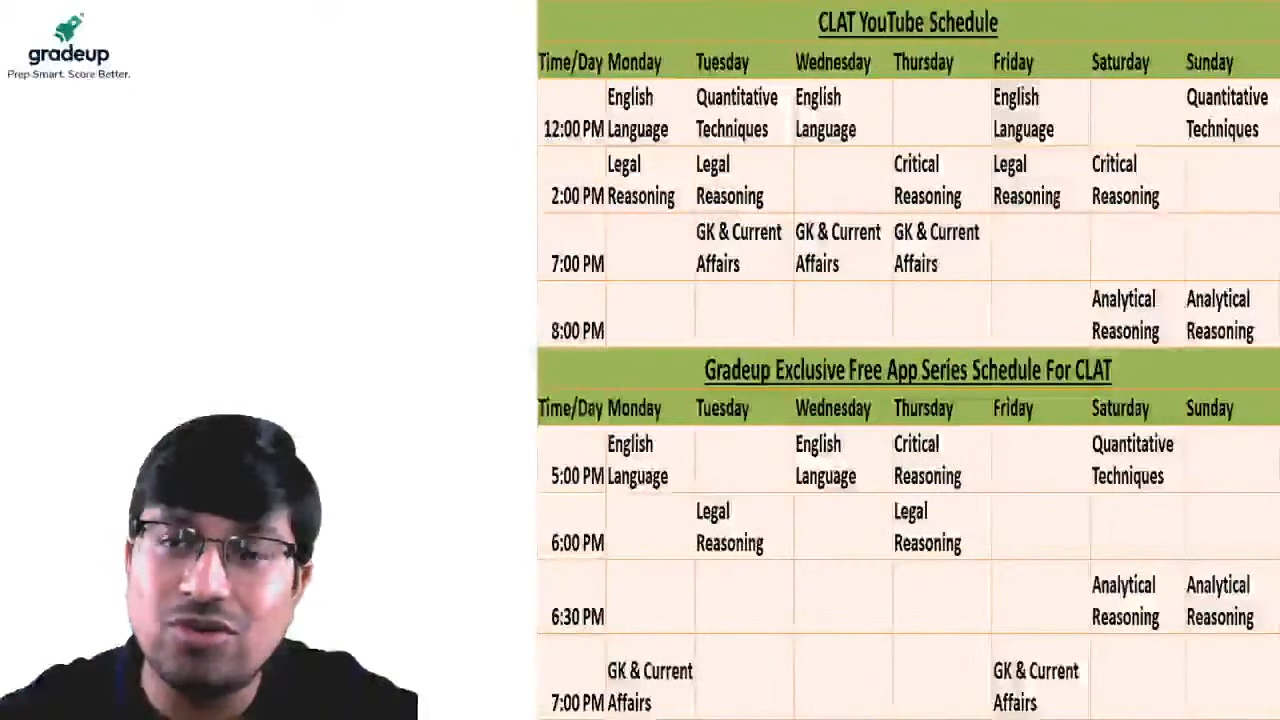 gradeup
Prep Smart. Score Better.
CLAT YouTube Schedule
Time/Day Monday Tuesday Wednesday Thursday Friday Saturday Sunday
English Quantitative English English Quantitative
12:00 PM Language Techniques Language Language Techniques
Legal Legal Critical Legal Critical
2:00 PM Reasoning Reasoning Reasoning Reasoning Reasoning
GK & Current GK & Current GK & Current
7:00 PM Affairs Affairs Affairs
Analytical Analytical
8:00 PM Reasoning Reasoning
Gradeup Exclusive Free App Series Schedule For CLAT
Time/Day Monday Tuesday Wednesday Thursday Friday Saturday Sunday
English English Critical Quantitative
5:00 PM Language Language Reasoning Techniques
Legal Legal
6:00 PM Reasoning Reasoning
Analytical Analytical
6:30 PM Reasoning Reasoning
GK & Current GK & Current
7:00 PM Affairs Affairs